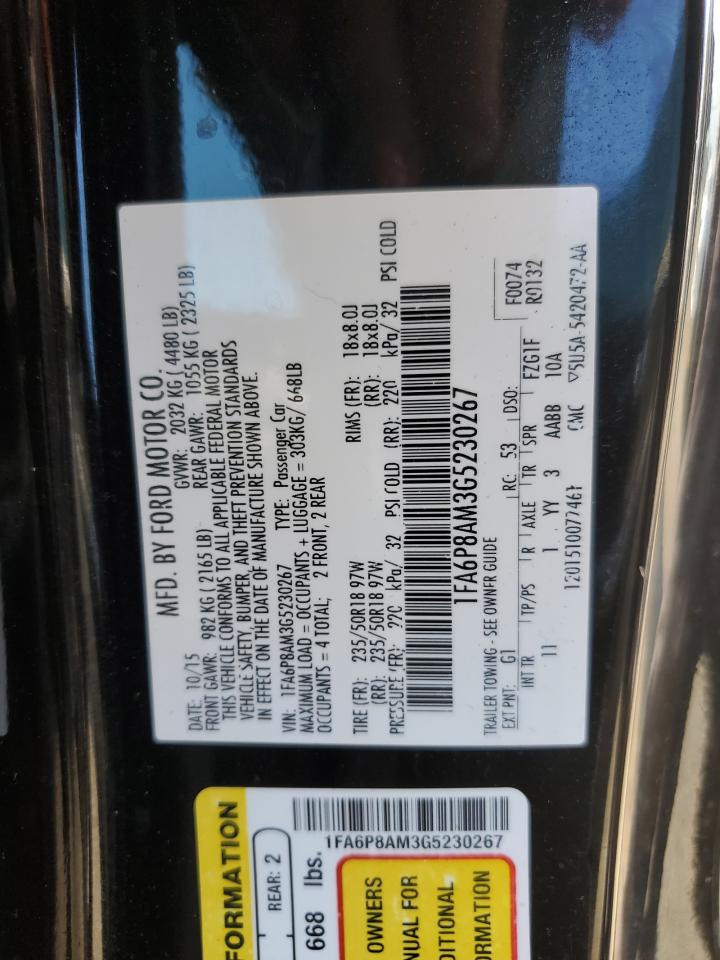 MFD. BY FORD MOTOR CO.
DATE: 10/15 GVWR: 2032 KG ( 4480 LB)
FRONT GAWR: 982 KG ( 2165 LB) REAR GAWR: 1055 KG ( 2325 LB)
THIS VEHICLE CONFORMS TO ALL APPLICABLE FEDERAL MOTOR
VEHICLE SAFETY, BUMPER, AND THEFT PREVENTION STANDARDS
IN EFFECT ON THE DATE OF MANUFACTURE SHOWN ABOVE.
VIN: 1FA6P8AM3G5230267 TYPE: Passenger Car
MAXIMUM LOAD = OCCUPANTS + LUGGAGE = 303KG/ 668LB
OCCUPANTS = 4 TOTAL; 2 FRONT, 2 REAR
TIRE (FR): 235/50R18 97W RIMS (FR): 18x8.0J
(RR): 235/50R18 97W (RR): 18x8.0J
PRESSURE (FR): 220 kPa/ 32 PSI COLD (RR): 220 kPa/ 32 PSI COLD
1FA6P8AM3G5230267
TRAILER TOWING - SEE OWNER GUIDE
EXT PNT: G1 RC: 53 DSO: F0074
INT TR TP/PS R AXLE TR SPR FZG1F R0132
11 1 YY 3 AABB 10A
1201510077461 CMC ▽5U5A-5420472-AA
FORMATION
REAR: 2
668 lbs.
1FA6P8AM3G5230267
OWNERS
NUAL FOR
DITIONAL
ORMATION